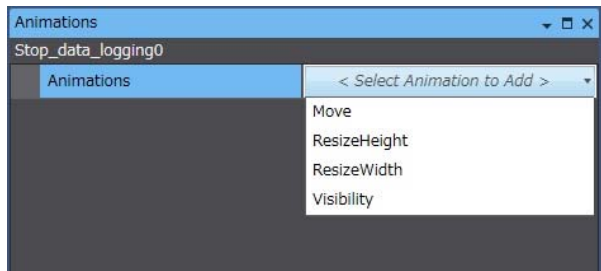 Animations
Stop_data_logging0
Animations < Select Animation to Add >
Move
ResizeHeight
ResizeWidth
Visibility